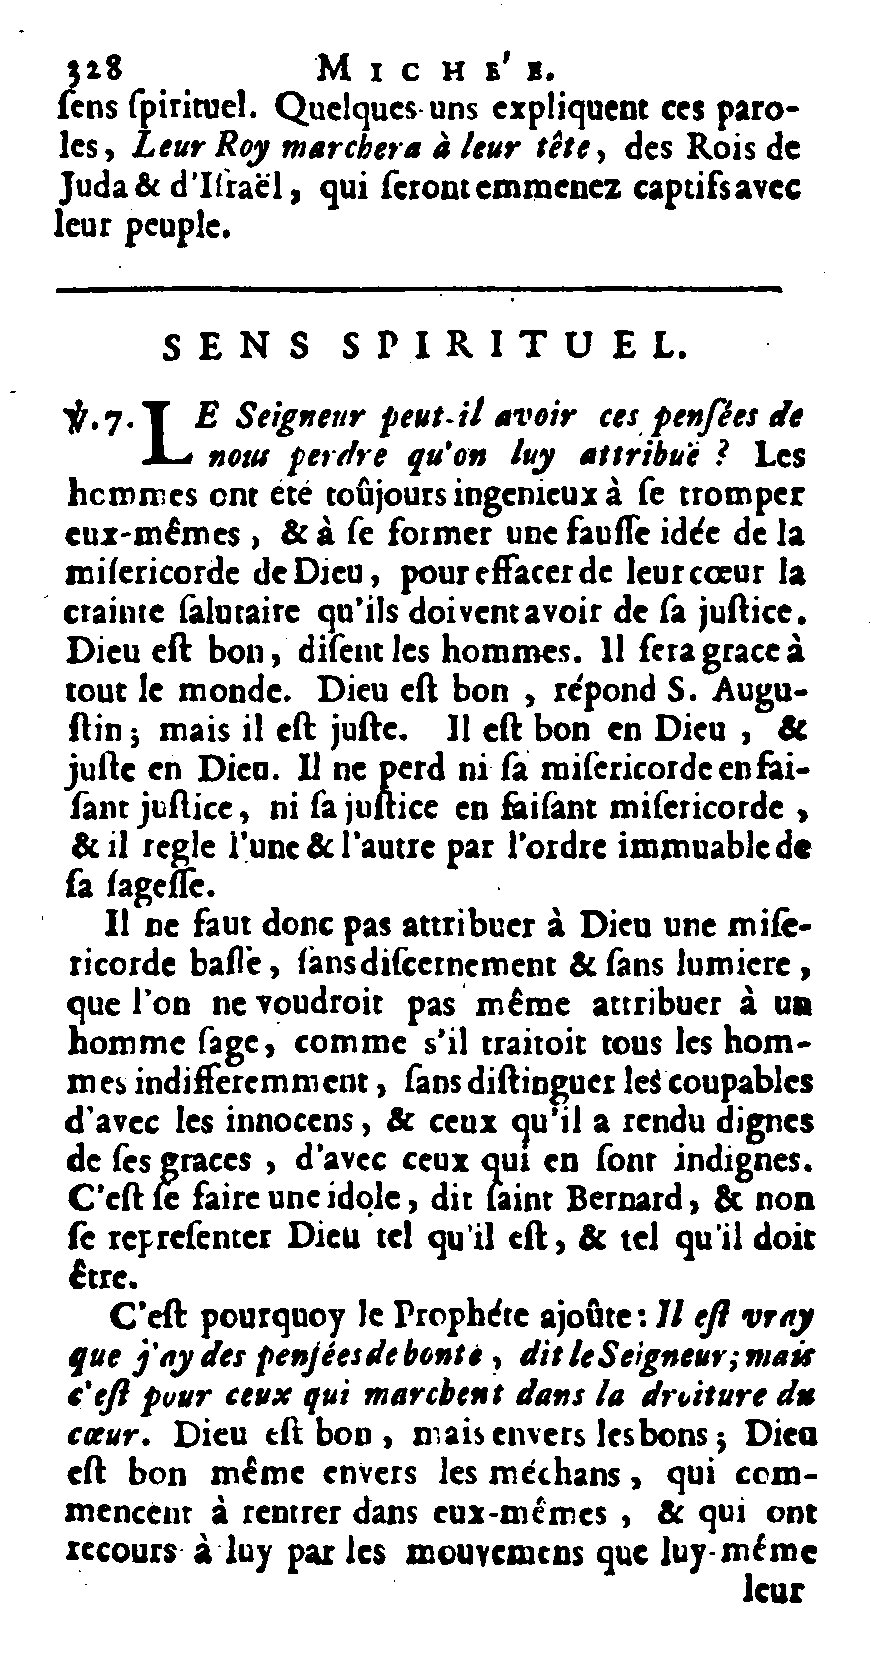 328 MICHE'E.
ſens ſpirituel. Quelques-uns expliquent ces paro-
les, Leur Roy marchera à leur tête, des Rois de
Juda & d'Iſraël, qui ſeront emmenez captifs avec
leur peuple.
SENS SPIRITUEL.
℣. 7. LE Seigneur peut-il avoir ces penſées de
nous perdre qu'on luy attribuë ? Les
hommes ont été toûjours ingenieux à ſe tromper
eux-mêmes, & à ſe former une fauſſe idée de la
miſericorde de Dieu, pour effacer de leur cœur la
crainte ſalutaire qu'ils doivent avoir de ſa juſtice.
Dieu eſt bon, diſent les hommes. Il ſera grace à
tout le monde. Dieu eſt bon, répond S. Augu-
ſtin; mais il eſt juſte. Il eſt bon en Dieu, &
juſte en Dieu. Il ne perd ni ſa miſericorde en fai-
ſant juſtice, ni ſa juſtice en faiſant miſericorde,
& il regle l'une & l'autre par l'ordre immuable de
ſa ſageſſe.
Il ne faut donc pas attribuer à Dieu une miſe-
ricorde baſſe, ſans diſcernement & ſans lumiere,
que l'on ne voudroit pas même attribuer à un
homme ſage, comme s'il traitoit tous les hom-
mes indifferemment, ſans diſtinguer les coupables
d'avec les innocens, & ceux qu'il a rendu dignes
de ſes graces, d'avec ceux qui en ſont indignes.
C'eſt ſe faire une idole, dit ſaint Bernard, & non
ſe repreſenter Dieu tel qu'il eſt, & tel qu'il doit
être.
C'eſt pourquoy le Prophéte ajoûte: Il eſt vray
que j'ay des penſées de bonté, dit le Seigneur; mais
c'eſt pour ceux qui marchent dans la droiture du
cœur. Dieu eſt bon, mais envers les bons; Dieu
eſt bon même envers les méchans, qui com-
mencent à rentrer dans eux-mêmes, & qui ont
recours à luy par les mouvemens que luy-même
leur